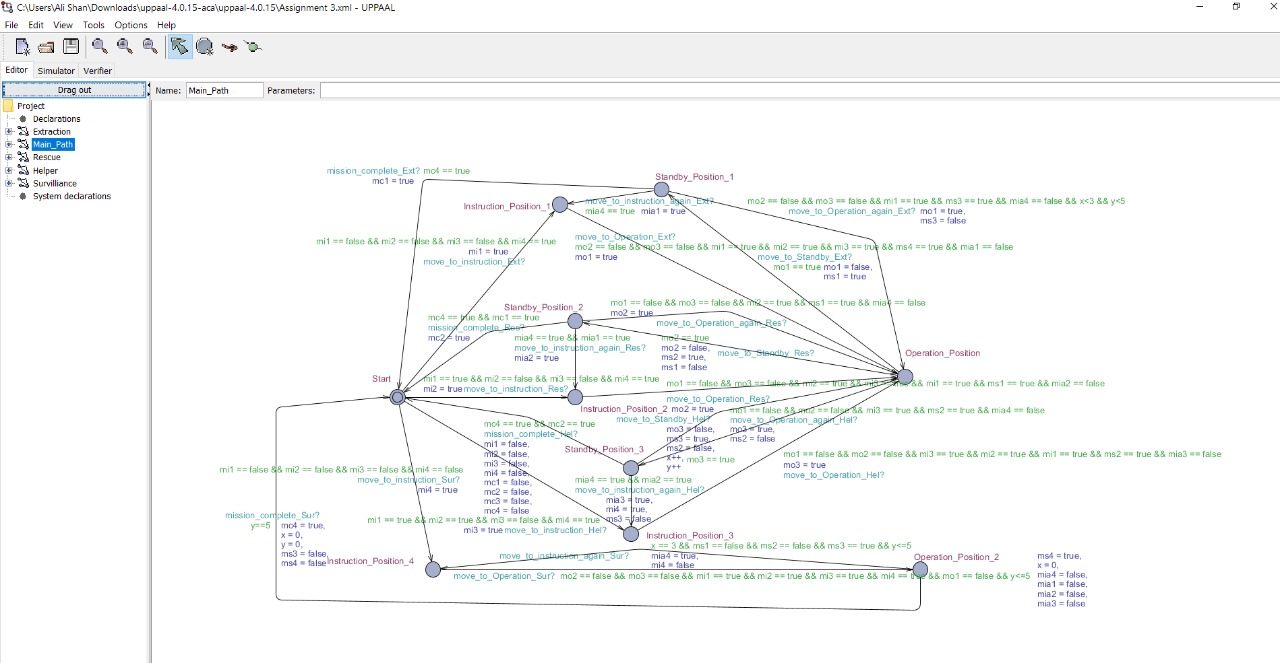 C:\Users\Ali Shan\Downloads\uppaal-4.0.15-aca\uppaal-4.0.15\Assignment 3.xml - UPPAAL
File Edit View Tools Options Help
Editor Simulator Verifier
Drag out
Name: Main_Path Parameters:
Project
Declarations
Extraction
Main_Path
Rescue
Helper
Survilliance
System declarations
mission_complete_Ext? mo4 == true
mc1 = true
Standby_Position_1
Instruction_Position_1
move_to_instruction_again_Ext?
mia4 == true mia1 = true
mo2 == false && mo3 == false && mi1 == true && ms3 == true && mia4 == false && x<3 && y<5
move_to_Operation_again_Ext? mo1 = true,
ms3 = false
mi1 == false && mi2 == false && mi3 == false && mi4 == true
mi1 = true
move_to_instruction_Ext?
move_to_Operation_Ext?
mo2 == false && mo3 == false && mi1 == true && mi2 == true && mi3 == true && ms4 == true && mia1 == false
mo1 = true
move_to_Standby_Ext?
mo1 == true mo1 = false,
ms1 = true
Standby_Position_2
mo1 == false && mo3 == false && mi2 == true && ms1 == true && mia4 == false
mo2 = true
move_to_Operation_again_Res?
mc4 == true && mc1 == true
mission_complete_Res?
mc2 = true
mia4 == true && mia1 == true
move_to_instruction_again_Res?
mia2 = true
mo2 == true
mo2 = false,
ms2 = true,
ms1 = false
move_to_Standby_Res?
Operation_Position
Start
mi1 == true && mi2 == false && mi3 == false && mi4 == true
mi2 = true move_to_instruction_Res?
mo1 == false && mo3 == false && mi2 == true && mi3 == true && mi1 == true && ms1 == true && mia2 == false
move_to_Operation_Res?
Instruction_Position_2 mo2 = true
move_to_Standby_Hel?
mo3 = false,
ms3 = true,
ms2 = false,
x++, mo3 == true
y++
mo1 == false && mo2 == false && mi3 == true && ms2 == true && mia4 == false
move_to_Operation_again_Hel?
mo3 = true,
ms2 = false
mc4 == true && mc2 == true
mission_complete_Hel?
mi1 = false,
mi2 = false,
mi3 = false,
mi4 = false,
mc1 = false,
mc2 = false,
mc3 = false,
mc4 = false
Standby_Position_3
mo1 == false && mo2 == false && mi3 == true && mi2 == true && mi1 == true && ms2 == true && mia3 == false
mo3 = true
move_to_Operation_Hel?
mi1 == false && mi2 == false && mi3 == false && mi4 == false
move_to_instruction_Sur?
mi4 = true
mia4 == true && mia2 == true
move_to_instruction_again_Hel?
mia3 = true,
mi4 = true,
ms3 = false
mission_complete_Sur?
y==5 mo4 = true,
x = 0,
y = 0,
ms3 = false,
ms4 = false
mi1 == true && mi2 == true && mi3 == false && mi4 == true
mi3 = true move_to_instruction_Hel?
Instruction_Position_3
x == 3 && ms1 == false && ms2 == false && ms3 == true && y<=5
move_to_instruction_again_Sur? mia4 = true,
mi4 = false
Instruction_Position_4
Operation_Position_2
move_to_Operation_Sur? mo2 == false && mo3 == false && mi1 == true && mi2 == true && mi3 == true && mi4 == true && mo1 == false && y<=5
ms4 = true,
x = 0,
mia4 = false,
mia1 = false,
mia2 = false,
mia3 = false